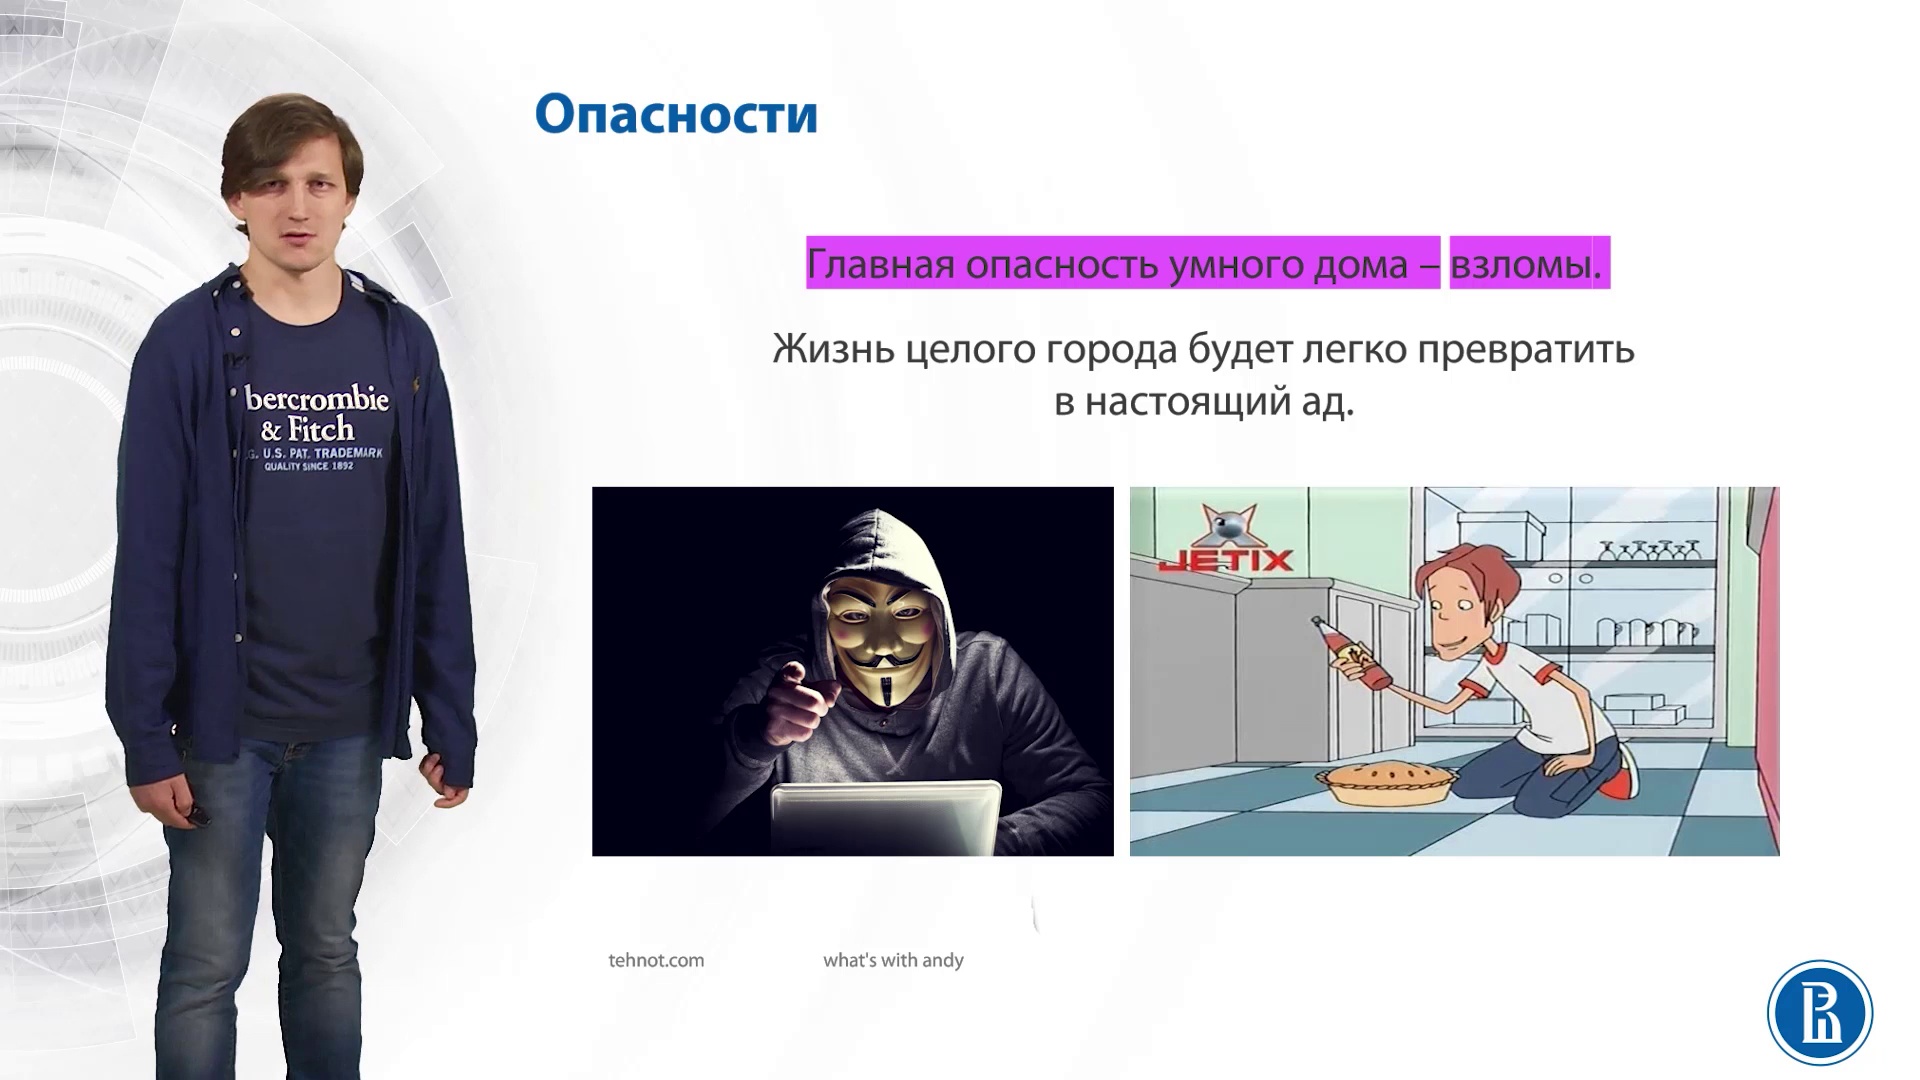 Опасности
Главная опасность умного дома – взломы.
Жизнь целого города будет легко превратить
в настоящий ад.
bercrombie
& Fitch
G. U.S. PAT. TRADEMARK
QUALITY SINCE 1892
JETIX
tehnot.com
what's with andy